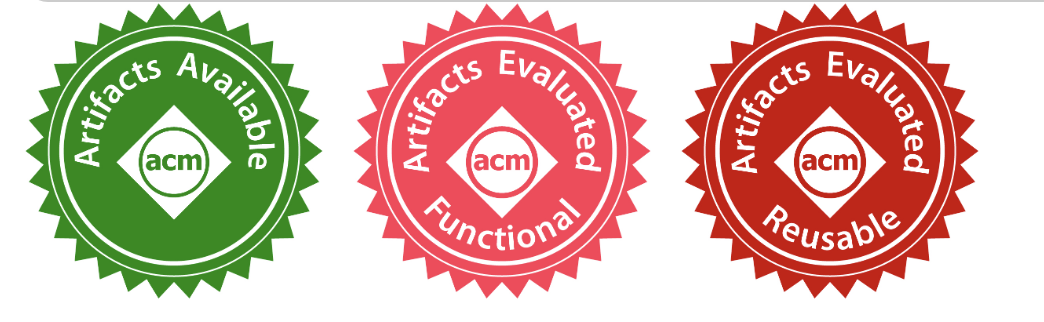 Artifacts Available
acm
Artifacts Evaluated
acm
Functional
Artifacts Evaluated
acm
Reusable